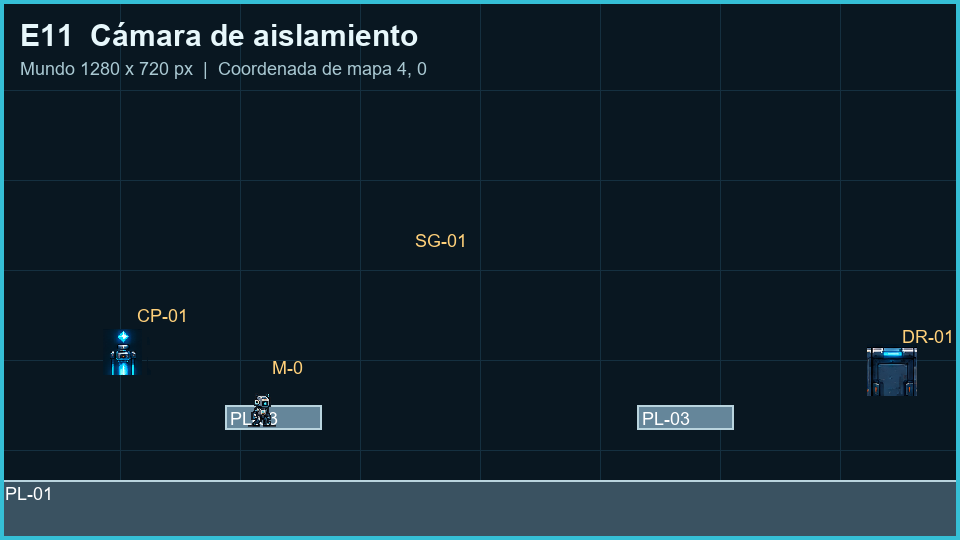 E11 Cámara de aislamiento
Mundo 1280 x 720 px | Coordenada de mapa 4, 0
SG-01
CP-01
DR-01
M-0
PL-03
PL-01